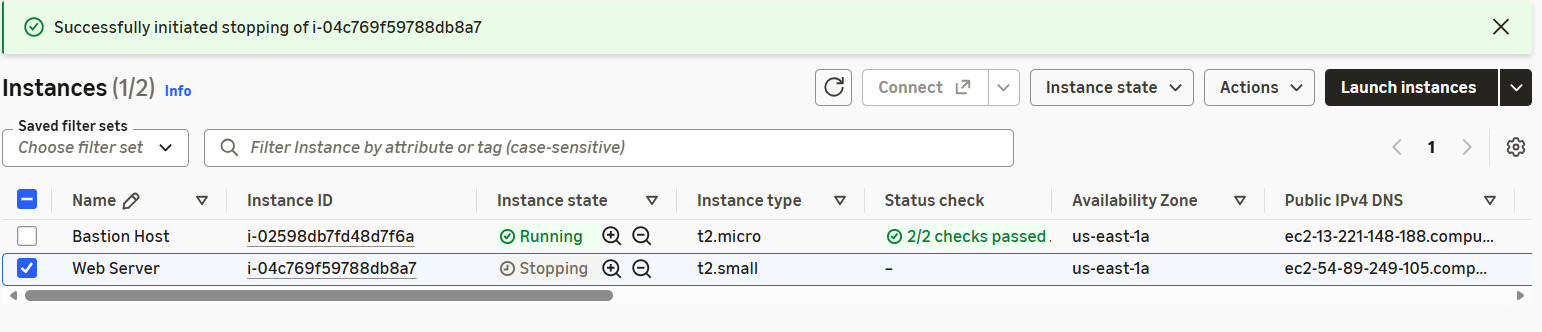 Successfully initiated stopping of i-04c769f59788db8a7
Instances (1/2) Info
Connect
Instance state
Actions
Launch instances
Saved filter sets
Choose filter set
Filter Instance by attribute or tag (case-sensitive)
1
Name Instance ID Instance state Instance type Status check Availability Zone Public IPv4 DNS
Bastion Host i-02598db7fd48d7f6a Running t2.micro 2/2 checks passed us-east-1a ec2-13-221-148-188.compu...
Web Server i-04c769f59788db8a7 Stopping t2.small – us-east-1a ec2-54-89-249-105.comp...